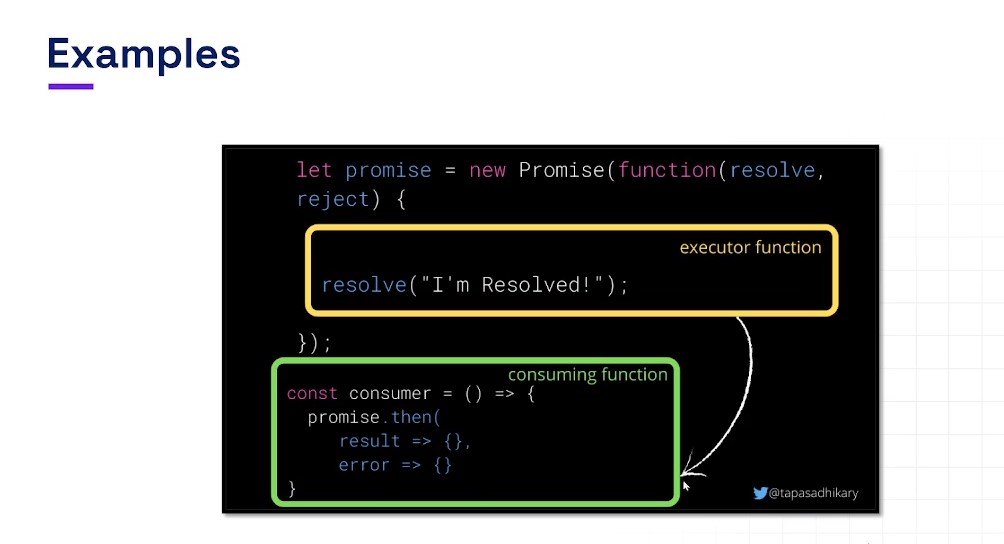 Examples
let promise = new Promise(function(resolve,
reject) {
executor function
resolve("I'm Resolved!");
});
consuming function
const consumer = () => {
promise.then(
result => {},
error => {}
}
@tapasadhikary